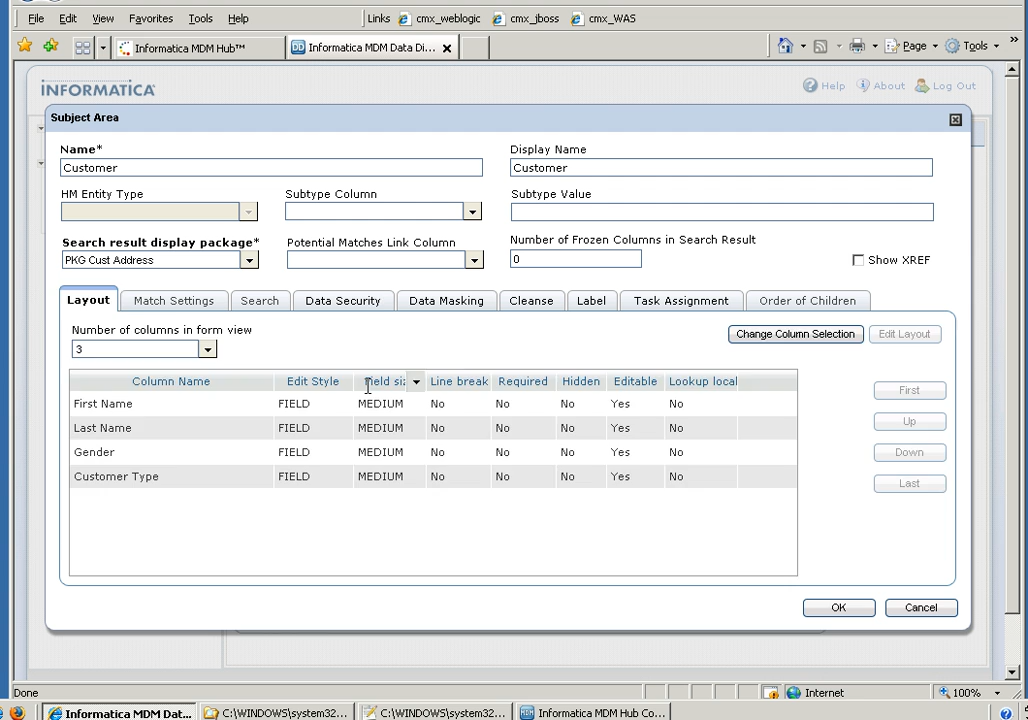 File Edit View Favorites Tools Help Links cmx_weblogic cmx_jboss cmx_WAS
Informatica MDM Hub™ DD Informatica MDM Data Di... Page Tools »
INFORMATICA Help About Log Out
Subject Area
Name* Display Name
Customer Customer
HM Entity Type Subtype Column Subtype Value
Search result display package* Potential Matches Link Column Number of Frozen Columns in Search Result
PKG Cust Address 0 Show XREF
Layout Match Settings Search Data Security Data Masking Cleanse Label Task Assignment Order of Children
Number of columns in form view Change Column Selection Edit Layout
3
Column Name Edit Style Field siz Line break Required Hidden Editable Lookup local
First Name FIELD MEDIUM No No No Yes No
Last Name FIELD MEDIUM No No No Yes No
Gender FIELD MEDIUM No No No Yes No
Customer Type FIELD MEDIUM No No No Yes No
First
Up
Down
Last
OK Cancel
Done Internet 100%
Informatica MDM Dat... C:\WINDOWS\system32... C:\WINDOWS\system32... Informatica MDM Hub Co...